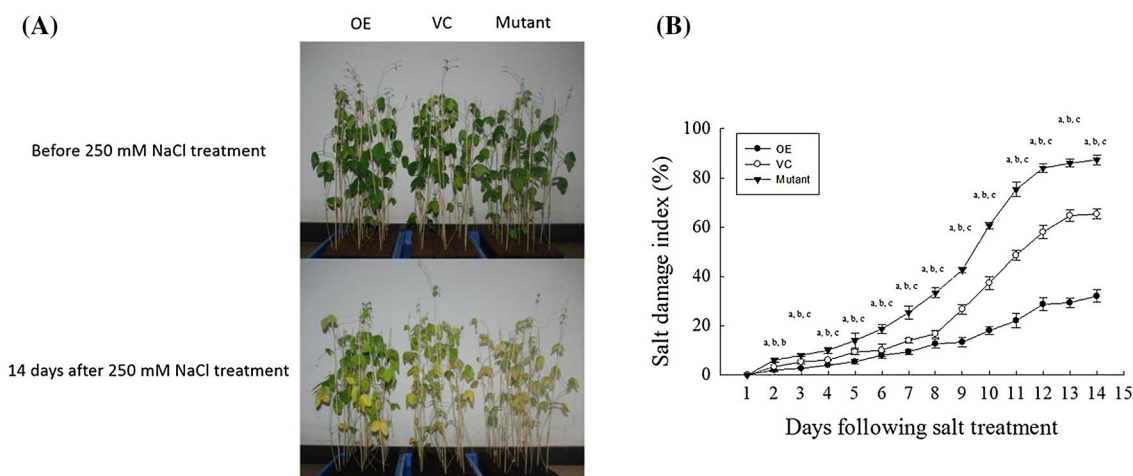 (A)
OE VC Mutant
Before 250 mM NaCl treatment
14 days after 250 mM NaCl treatment
(B)
Salt damage index (%)
100
80
60
40
20
0
OE
VC
Mutant
a, b, b
a, b, c
a, b, c
a, b, c
a, b, c
a, b, c
a, b, c
a, b, c
a, b, c
a, b, c
a, b, c
a, b, c
a, b, c
1 2 3 4 5 6 7 8 9 10 11 12 13 14 15
Days following salt treatment